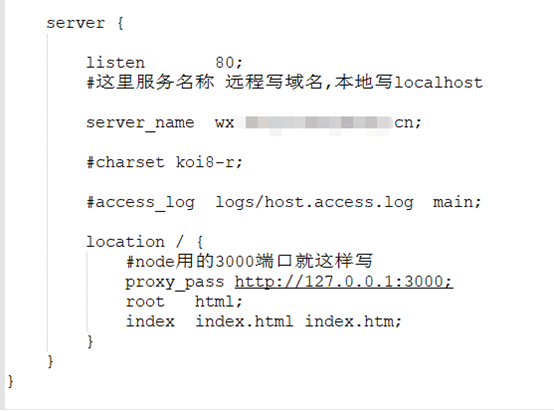 server {
listen 80;
#这里服务名称 远程写域名,本地写localhost
server_name wx cn;
#charset koi8-r;
#access_log logs/host.access.log main;
location / {
#node用的3000端口就这样写
proxy_pass http://127.0.0.1:3000;
root html;
index index.html index.htm;
}
}
}